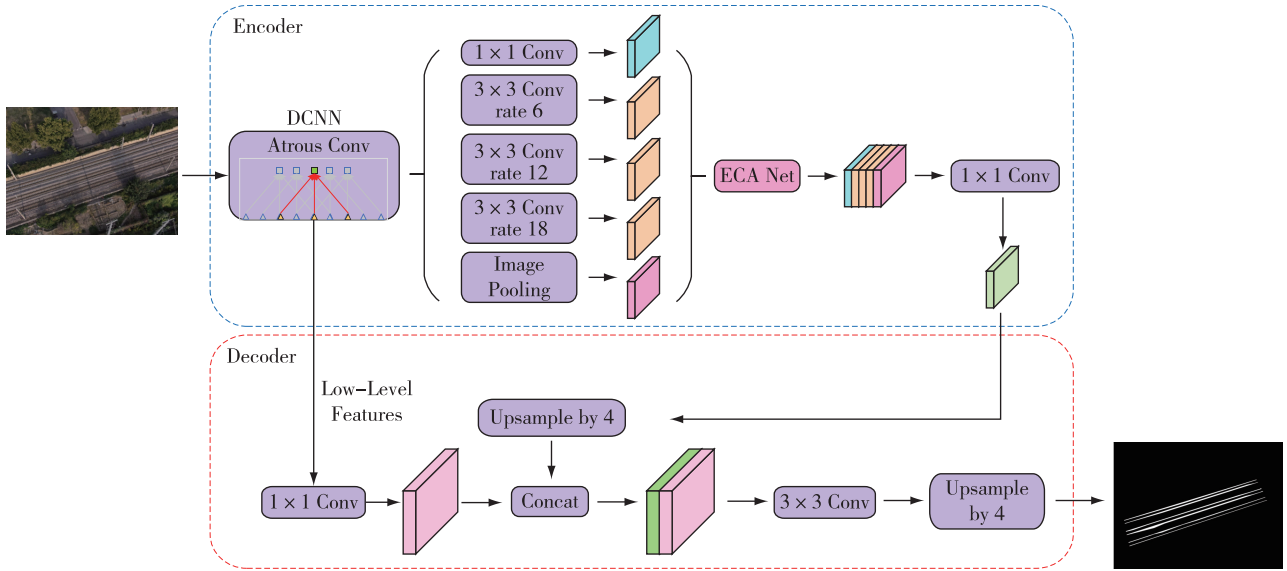 Encoder
DCNN
Atrous Conv
1 × 1 Conv
3 × 3 Conv
rate 6
3 × 3 Conv
rate 12
3 × 3 Conv
rate 18
Image
Pooling
ECA Net
1 × 1 Conv
Decoder
Low–Level
Features
Upsample by 4
1 × 1 Conv
Concat
3 × 3 Conv
Upsample
by 4